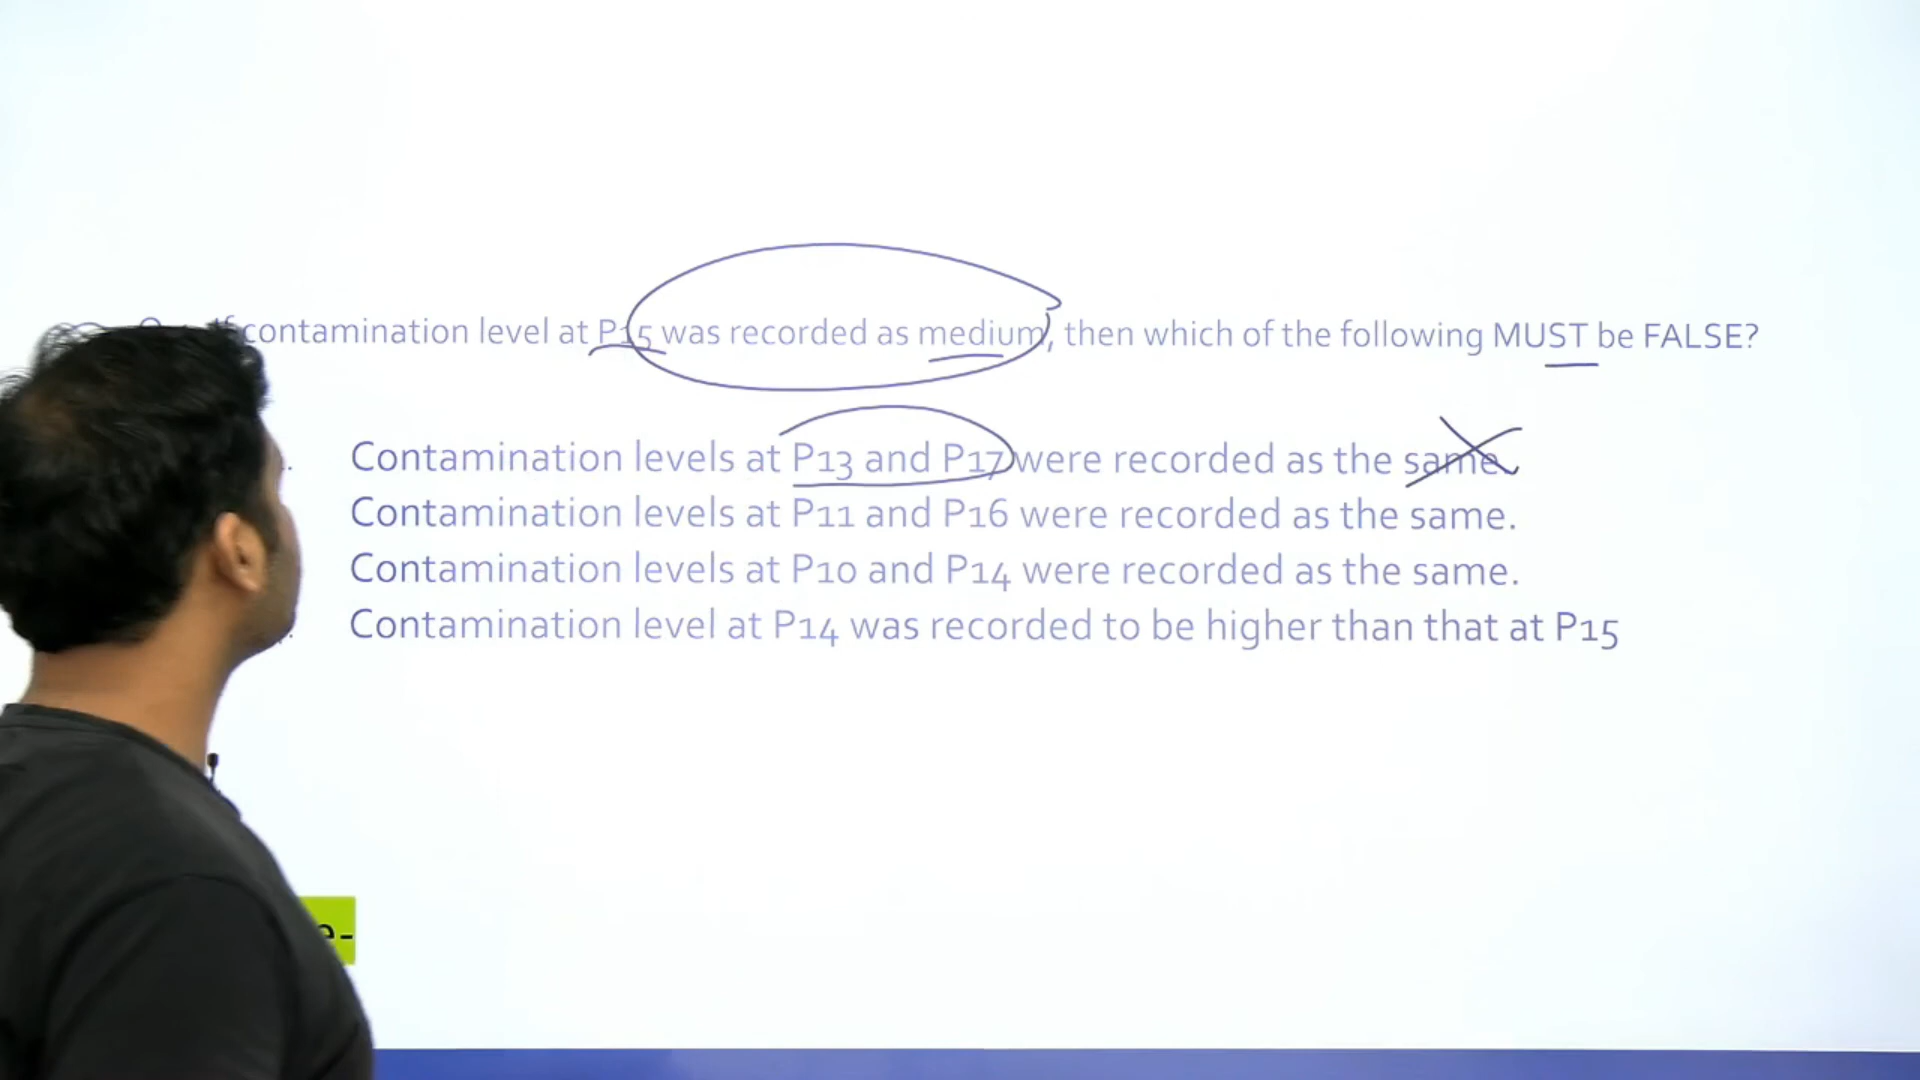 If contamination level at P15 was recorded as medium, then which of the following MUST be FALSE?
Contamination levels at P13 and P17 were recorded as the same.
Contamination levels at P11 and P16 were recorded as the same.
Contamination levels at P10 and P14 were recorded as the same.
Contamination level at P14 was recorded to be higher than that at P15
e-